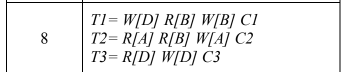 8
T1= W[D] R[B] W[B] C1
T2= R[A] R[B] W[A] C2
T3= R[D] W[D] C3